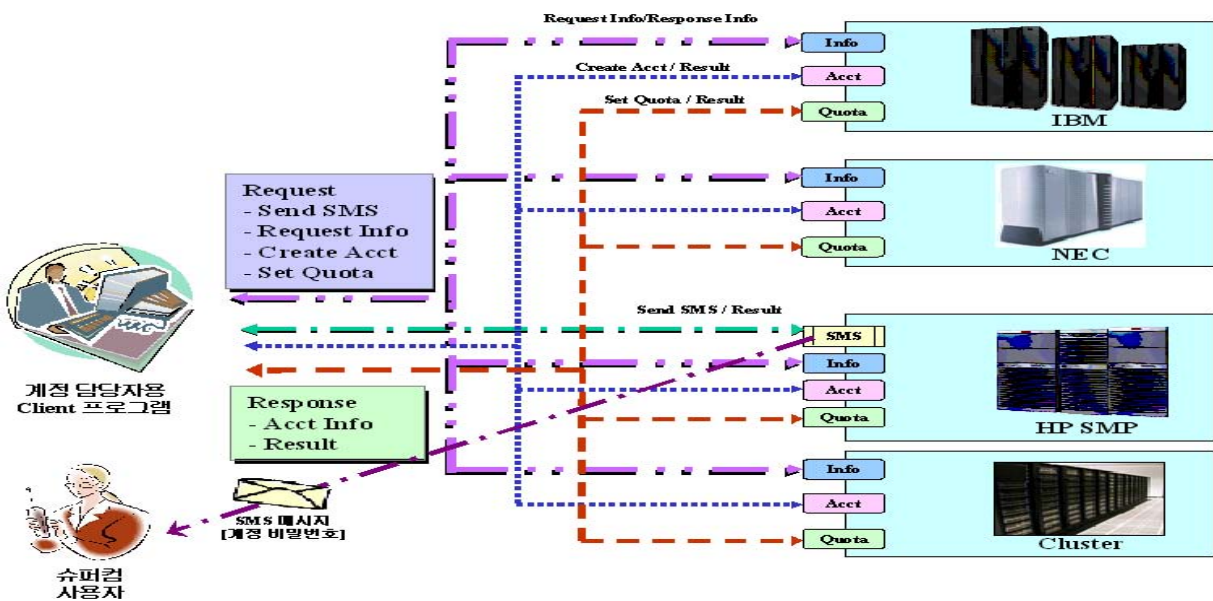 Request Info/Response Info
Info
Create Acct / Result
Acct
Set Quota / Result
Quota
IBM
Info
Acct
Quota
NEC
Request
- Send SMS
- Request Info
- Create Acct
- Set Quota
Send SMS / Result
SMS
Info
Acct
Quota
HP SMP
계정 담당자용
Client 프로그램
Response
- Acct Info
- Result
Info
Acct
Quota
Cluster
SMS 메시지
[계정 비밀번호]
슈퍼컴
사용자